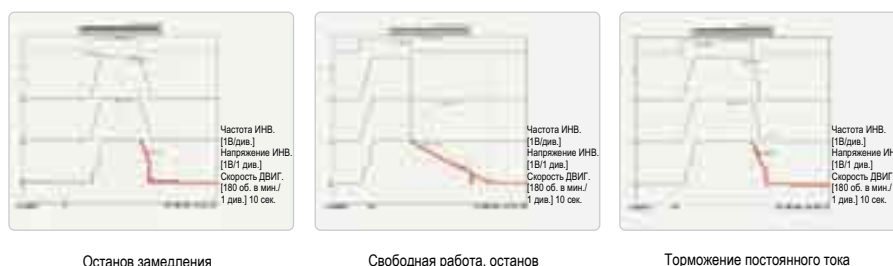 Частота ИНВ.
[1В/див.]
Напряжение ИНВ.
[1В/1 див.]
Скорость ДВИГ.
[180 об. в мин./
1 див.] 10 сек.
Останов замедления
Частота ИНВ.
[1В/див.]
Напряжение ИНВ.
[1В/1 див.]
Скорость ДВИГ.
[180 об. в мин./
1 див.] 10 сек.
Свободная работа, останов
Частота ИНВ.
[1В/див.]
Напряжение ИН
[1В/1 див.]
Скорость ДВИГ
[180 об. в мин./
1 див.] 10 сек.
Торможение постоянного тока